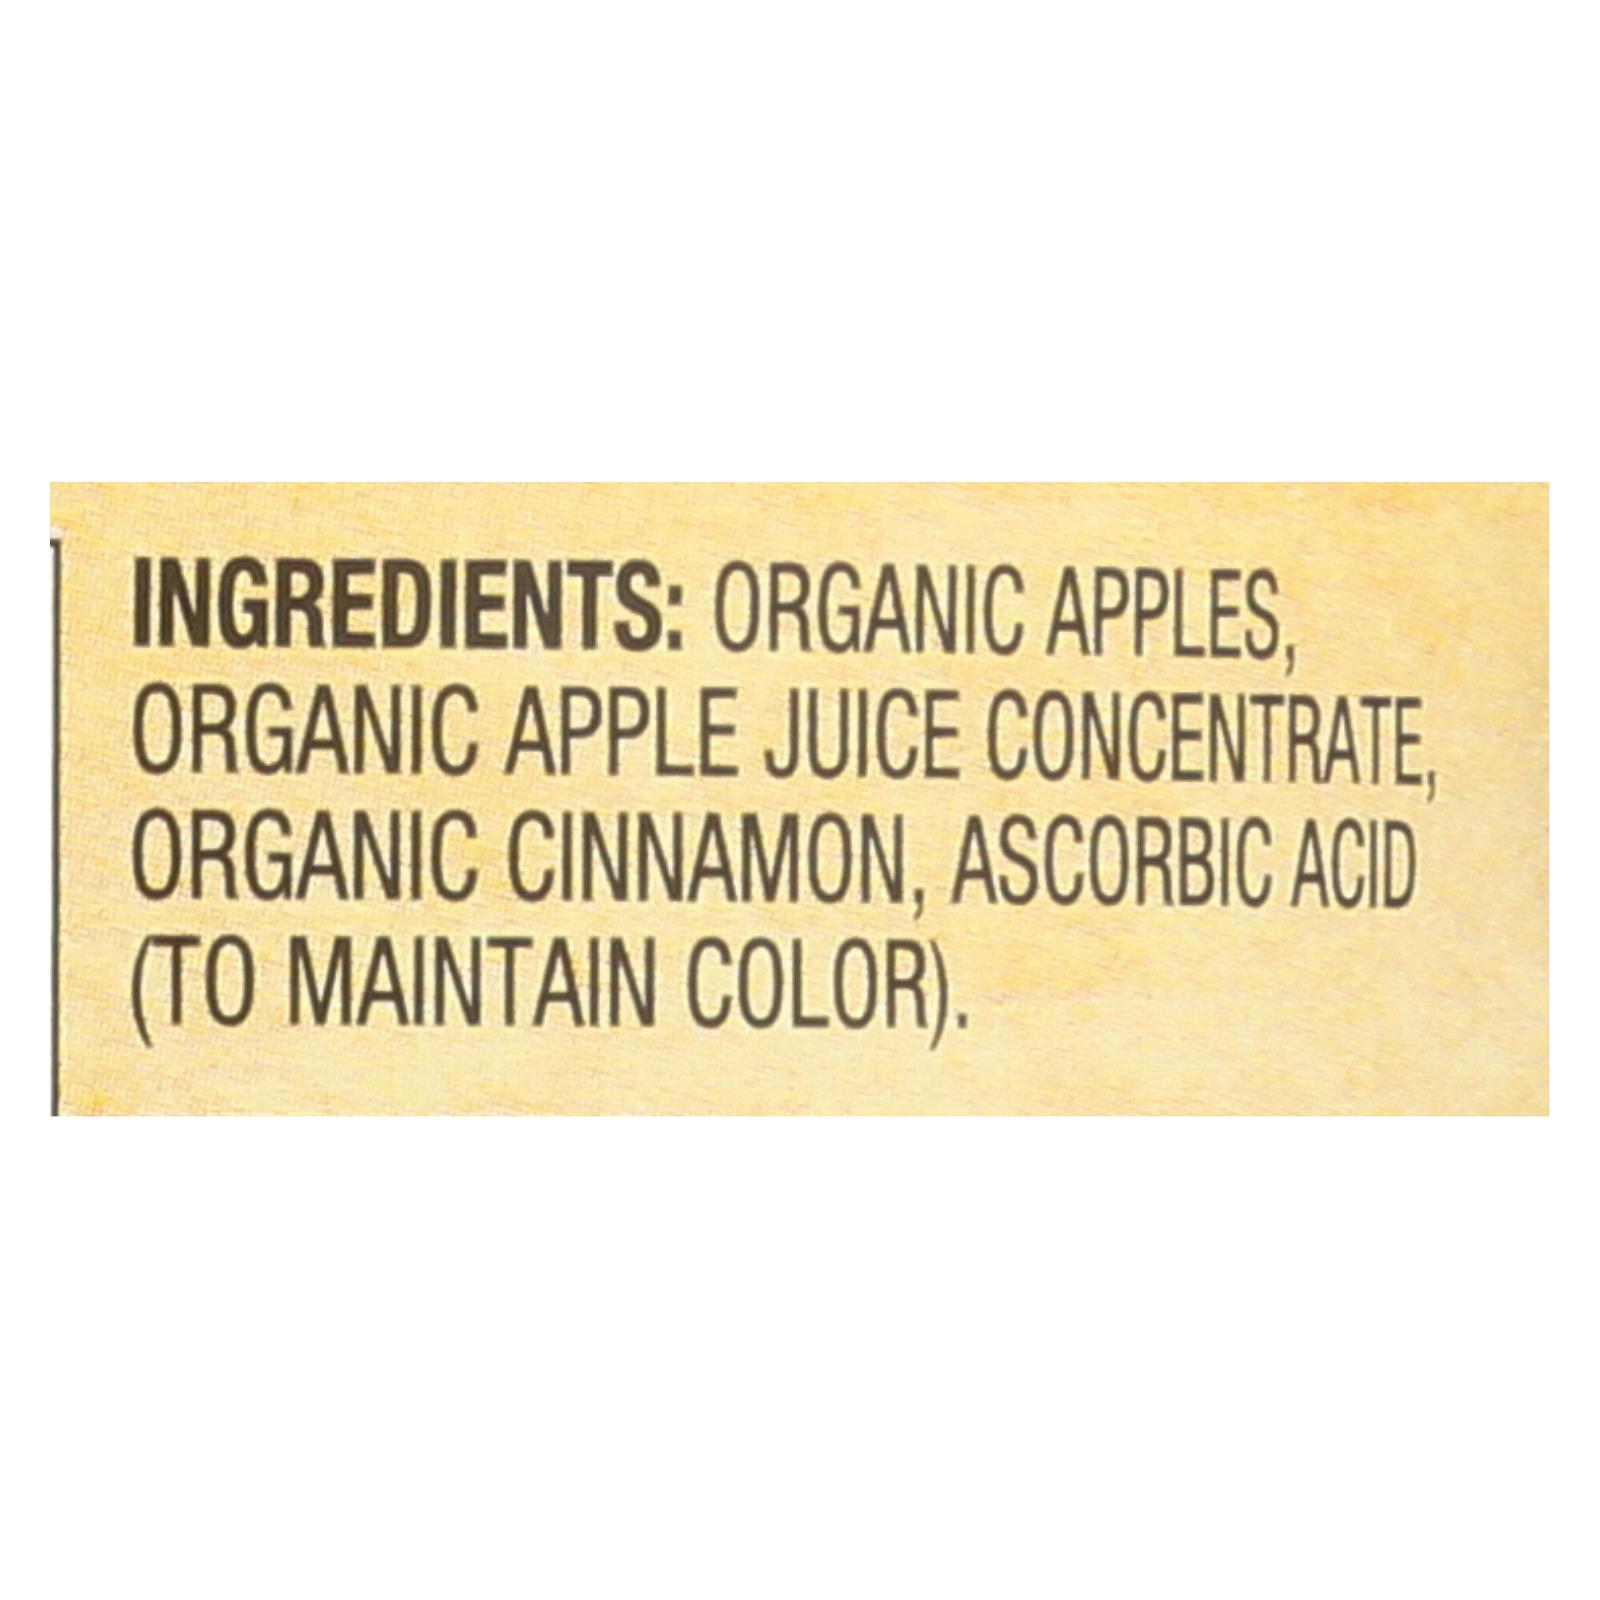 INGREDIENTS: ORGANIC APPLES,
ORGANIC APPLE JUICE CONCENTRATE,
ORGANIC CINNAMON, ASCORBIC ACID
(TO MAINTAIN COLOR).